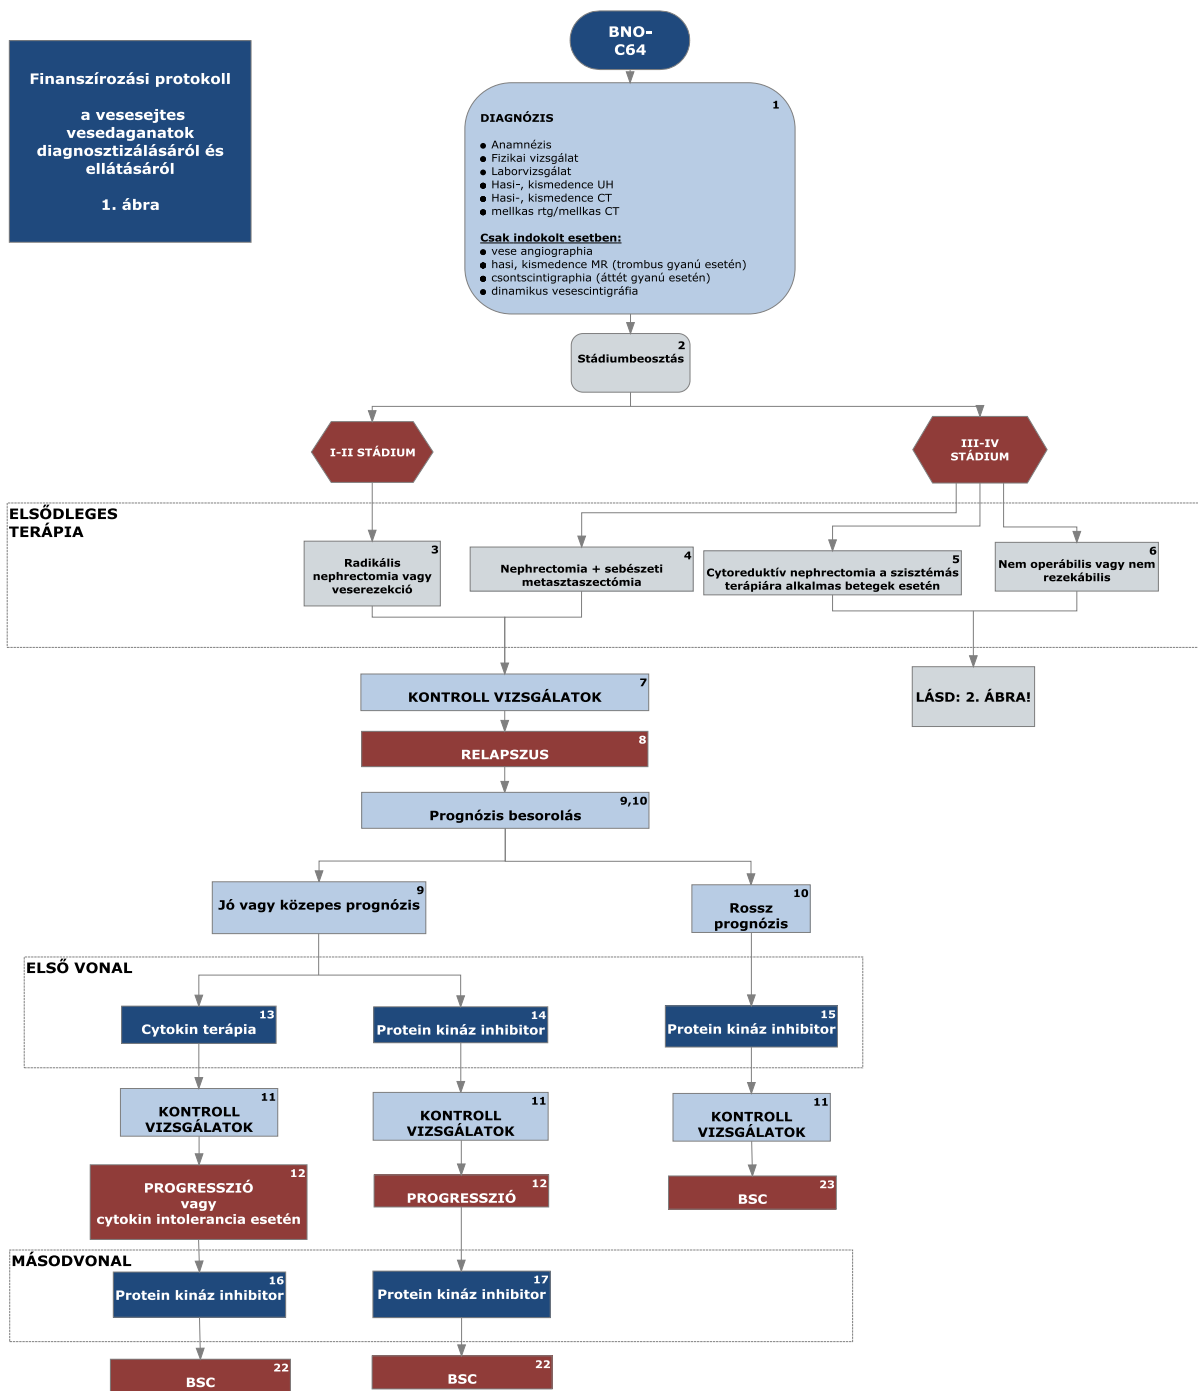 BNO-
C64
Finanszírozási protokoll
a vesesejtes
vesedaganatok
diagnosztizálásáról és
ellátásáról
1. ábra
1
DIAGNÓZIS
● Anamnézis
● Fizikai vizsgálat
● Laborvizsgálat
● Hasi-, kismedence UH
● Hasi-, kismedence CT
● mellkas rtg/mellkas CT
Csak indokolt esetben:
● vese angiographia
● hasi, kismedence MR (trombus gyanú esetén)
● csontscintigraphia (áttét gyanú esetén)
● dinamikus vesescintigráfia
2
Stádiumbeosztás
I-II STÁDIUM
III-IV
STÁDIUM
ELSŐDLEGES
TERÁPIA
3
Radikális
nephrectomia vagy
veserezekció
4
Nephrectomia + sebészeti
metasztaszectómia
5
Cytoreduktív nephrectomia a szisztémás
terápiára alkalmas betegek esetén
6
Nem operábilis vagy nem
rezekábilis
7
KONTROLL VIZSGÁLATOK
LÁSD: 2. ÁBRA!
8
RELAPSZUS
9,10
Prognózis besorolás
9
Jó vagy közepes prognózis
10
Rossz
prognózis
ELSŐ VONAL
13
Cytokin terápia
14
Protein kináz inhibitor
15
Protein kináz inhibitor
11
KONTROLL
VIZSGÁLATOK
11
KONTROLL
VIZSGÁLATOK
11
KONTROLL
VIZSGÁLATOK
12
PROGRESSZIÓ
vagy
cytokin intolerancia esetén
12
PROGRESSZIÓ
23
BSC
MÁSODVONAL
16
Protein kináz inhibitor
17
Protein kináz inhibitor
22
BSC
22
BSC